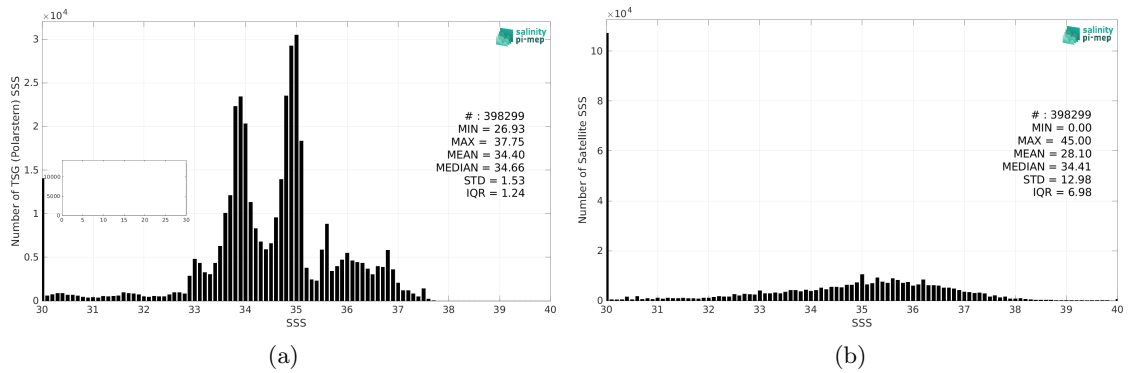 ×10⁴
3
2.5
2
1.5
1
0.5
0
Number of TSG (Polarstern) SSS
10000
5000
0
0 5 10 15 20 25 30
salinity
pi-mep
# : 398299
MIN = 26.93
MAX = 37.75
MEAN = 34.40
MEDIAN = 34.66
STD = 1.53
IQR = 1.24
30 31 32 33 34 35 36 37 38 39 40
SSS
(a)
×10⁴
10
8
6
4
2
0
Number of Satellite SSS
salinity
pi-mep
# : 398299
MIN = 0.00
MAX = 45.00
MEAN = 28.10
MEDIAN = 34.41
STD = 12.98
IQR = 6.98
30 31 32 33 34 35 36 37 38 39 40
SSS
(b)